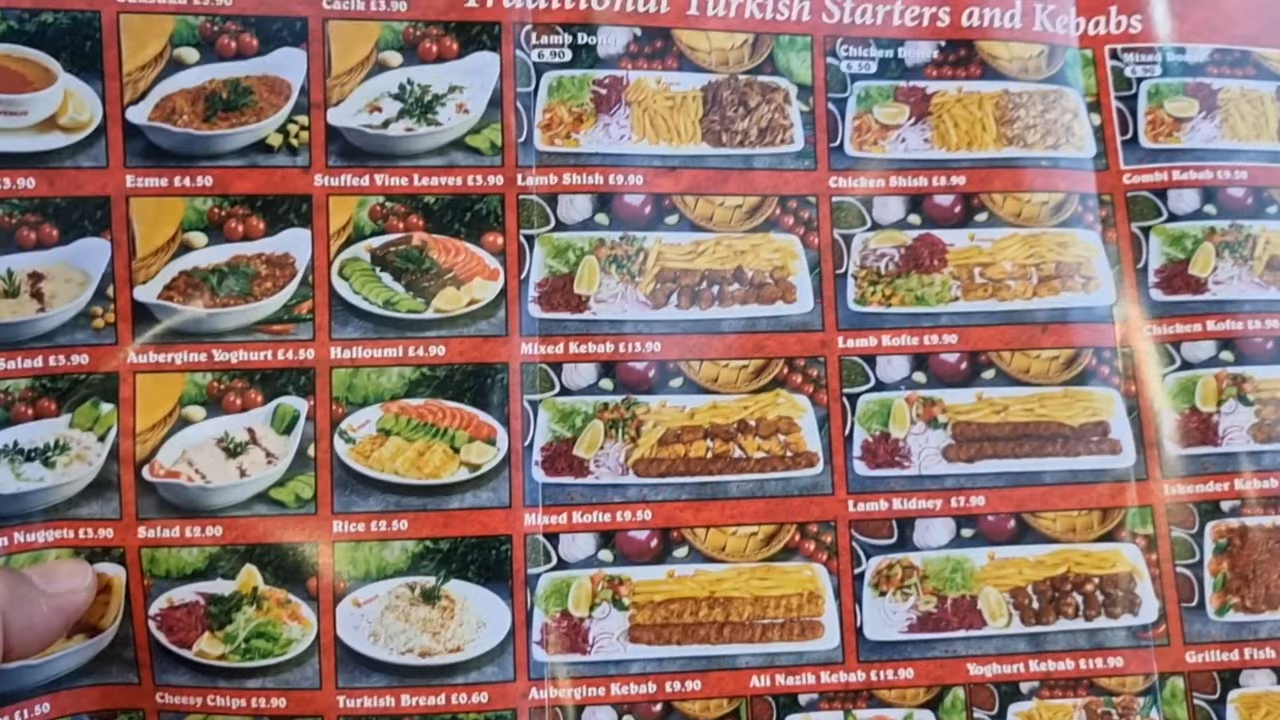 Cacik £3.90
Traditional Turkish Starters and Kebabs
Lamb Doner
6.90
Chicken Doner
6.50
Mixed Doner
6.90
£3.90
Ezme £4.50
Stuffed Vine Leaves £3.90
Lamb Shish £9.90
Chicken Shish £8.90
Combi Kebab £9.50
Salad £3.90
Aubergine Yoghurt £4.50
Halloumi £4.90
Mixed Kebab £13.90
Lamb Kofte £9.90
Chicken Kofte £8.90
Nuggets £3.90
Salad £2.00
Rice £2.50
Mixed Kofte £9.50
Lamb Kidney £7.90
Iskender Kebab
£1.50
Cheesy Chips £2.90
Turkish Bread £0.60
Aubergine Kebab £9.90
Ali Nazik Kebab £12.90
Yoghurt Kebab £12.90
Grilled Fish